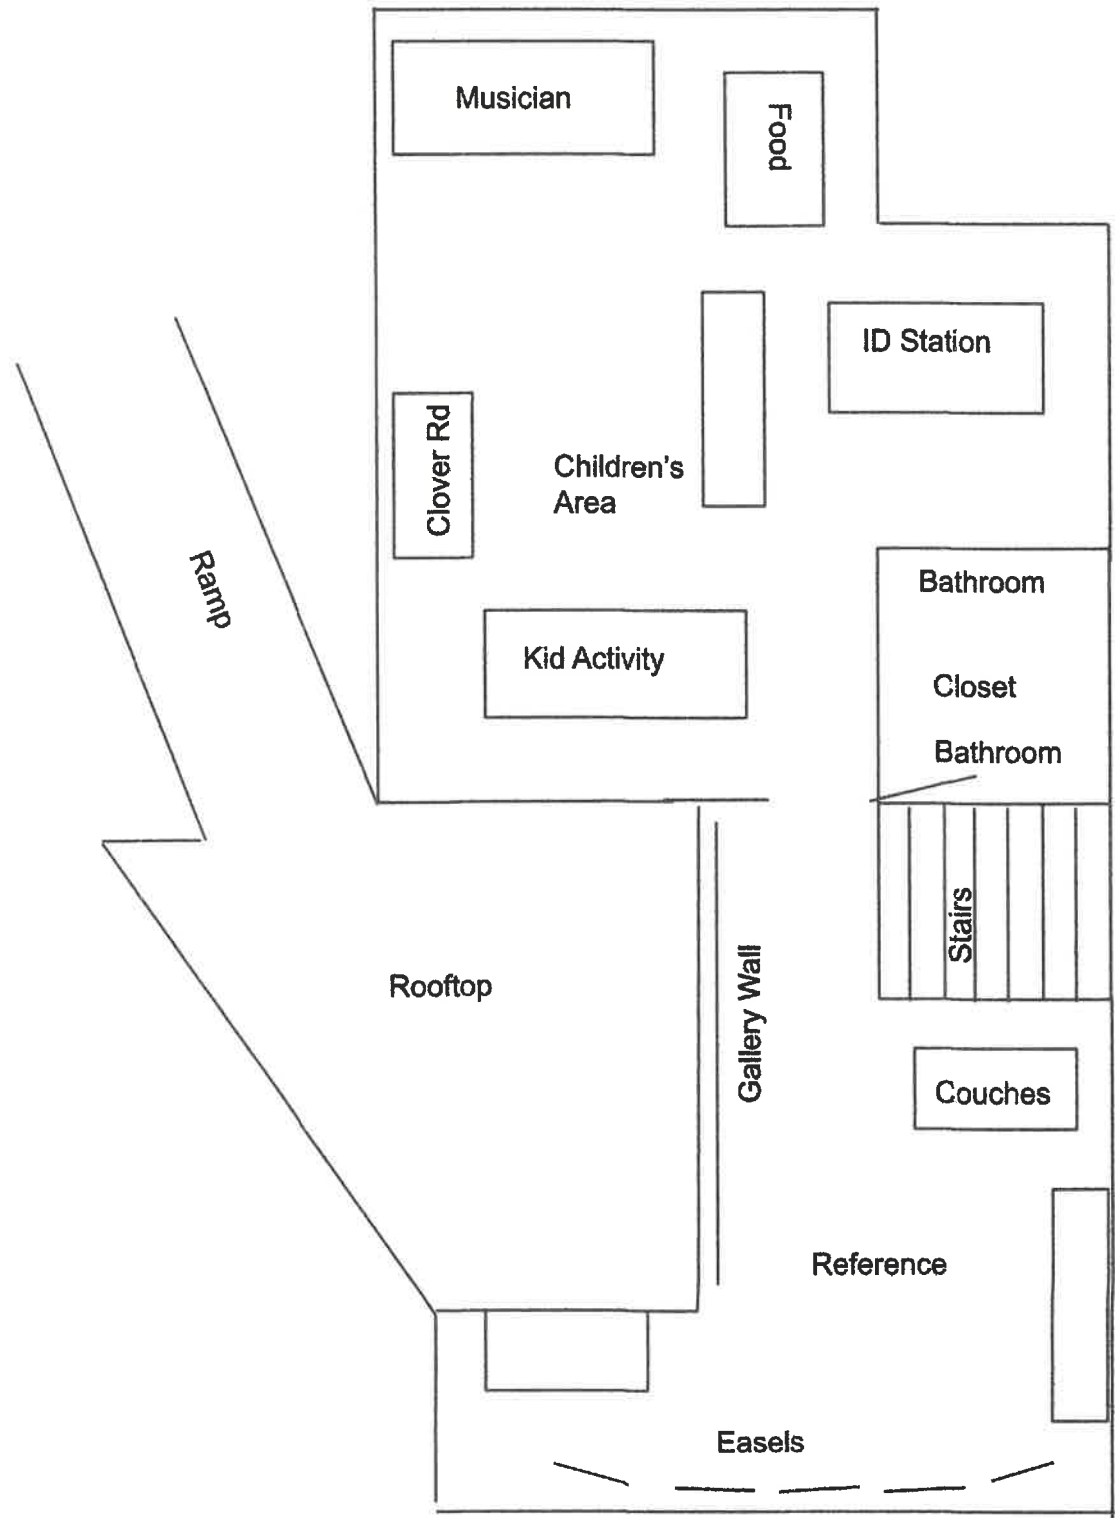 Musician
Food
ID Station
Clover Rd
Children's
Area
Ramp
Bathroom
Kid Activity
Closet
Bathroom
Stairs
Rooftop
Gallery Wall
Couches
Reference
Easels